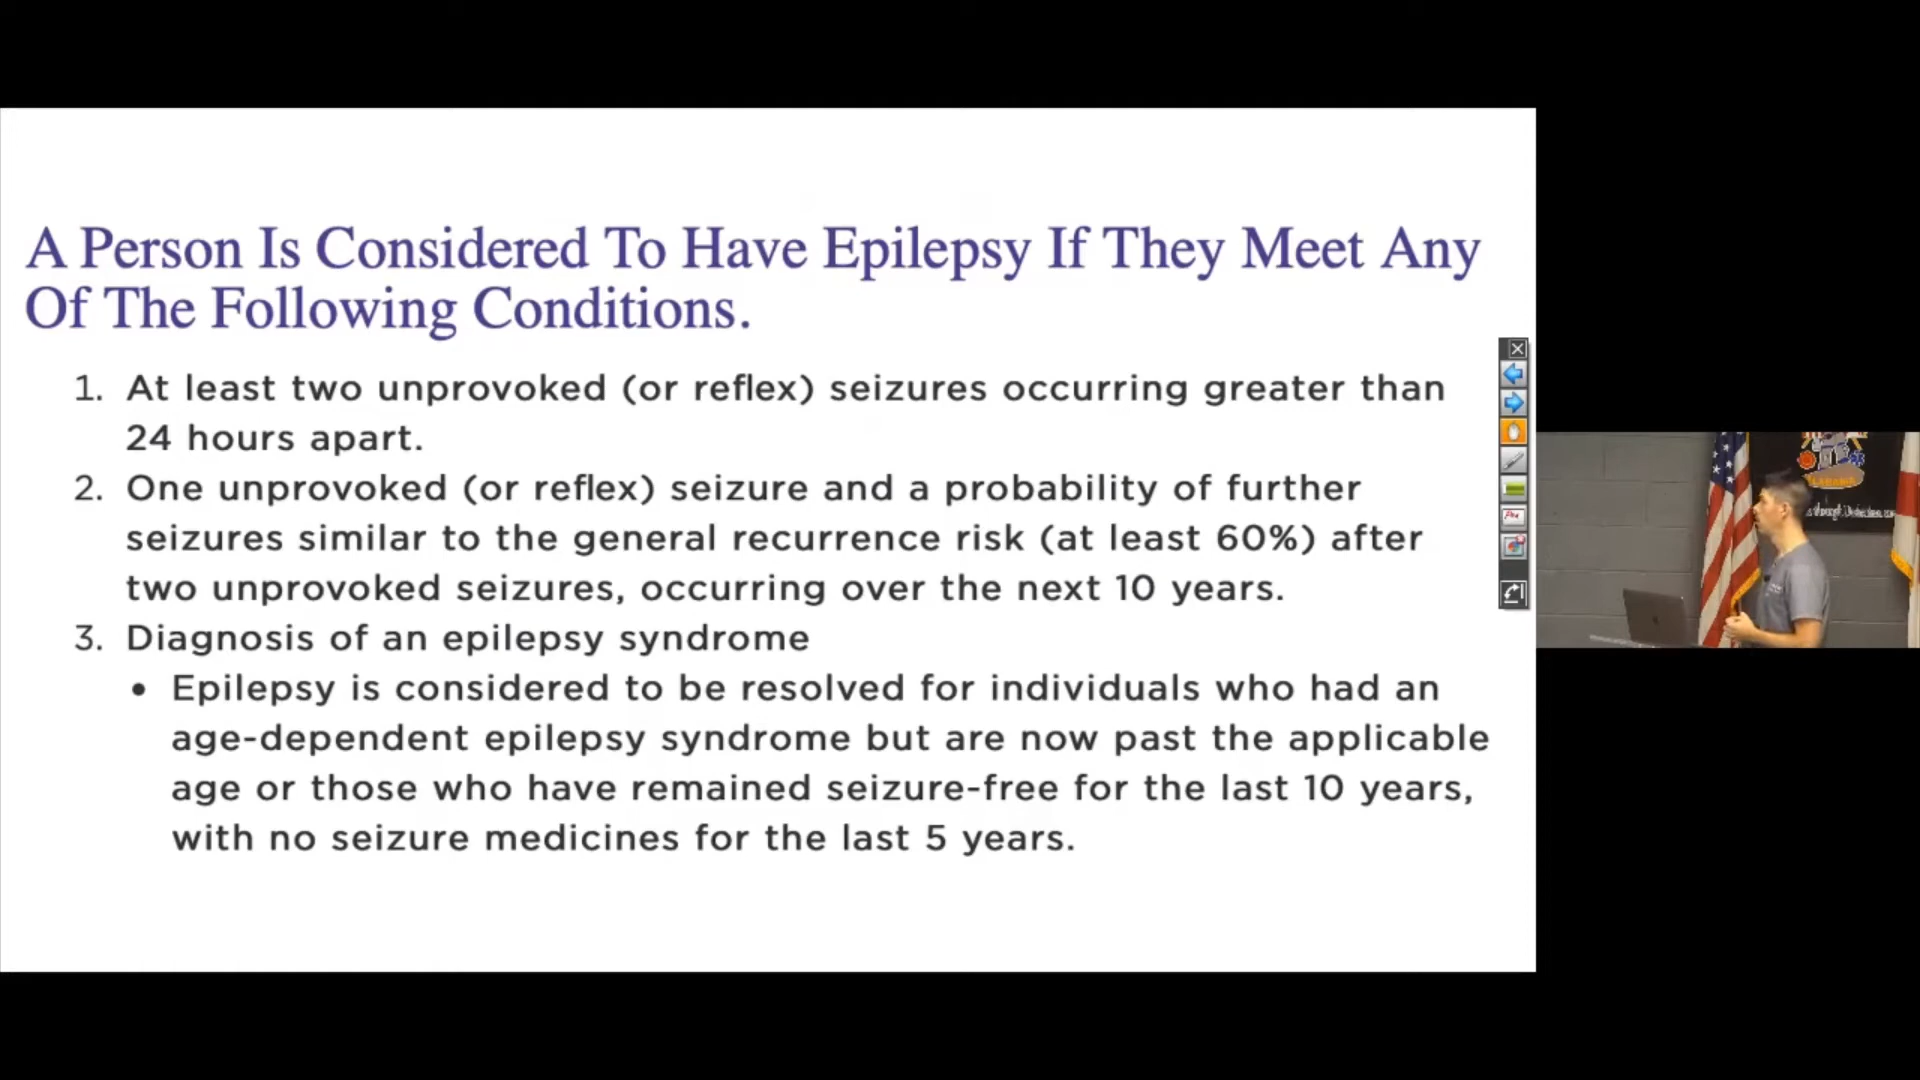 A Person Is Considered To Have Epilepsy If They Meet Any
Of The Following Conditions.
1. At least two unprovoked (or reflex) seizures occurring greater than
24 hours apart.
2. One unprovoked (or reflex) seizure and a probability of further
seizures similar to the general recurrence risk (at least 60%) after
two unprovoked seizures, occurring over the next 10 years.
3. Diagnosis of an epilepsy syndrome
• Epilepsy is considered to be resolved for individuals who had an
age-dependent epilepsy syndrome but are now past the applicable
age or those who have remained seizure-free for the last 10 years,
with no seizure medicines for the last 5 years.